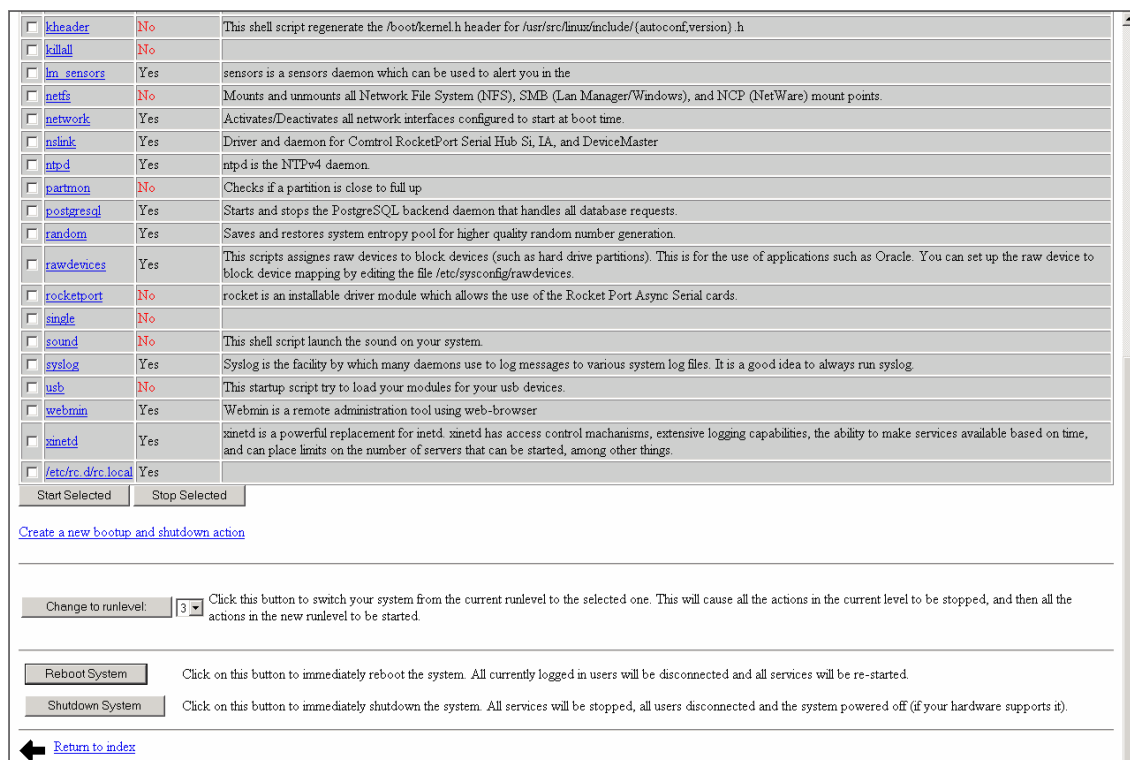 kheader No This shell script regenerate the /boot/kernel.h header for /usr/src/linux/include/{autoconf,version}.h
killall No
lm_sensors Yes sensors is a sensors daemon which can be used to alert you in the
netfs No Mounts and unmounts all Network File System (NFS), SMB (Lan Manager/Windows), and NCP (NetWare) mount points.
network Yes Activates/Deactivates all network interfaces configured to start at boot time.
nslink Yes Driver and daemon for Comtrol RocketPort Serial Hub Si, IA, and DeviceMaster
ntpd Yes ntpd is the NTPv4 daemon.
partmon No Checks if a partition is close to full up
postgresql Yes Starts and stops the PostgreSQL backend daemon that handles all database requests.
random Yes Saves and restores system entropy pool for higher quality random number generation.
rawdevices Yes This scripts assignes raw devices to block devices (such as hard drive partitions). This is for the use of applications such as Oracle. You can set up the raw device to
block device mapping by editing the file /etc/sysconfig/rawdevices.
rocketport No rocket is an installable driver module which allows the use of the Rocket Port Async Serial cards.
single No
sound No This shell script launch the sound on your system.
syslog Yes Syslog is the facility by which many daemons use to log messages to various system log files. It is a good idea to always run syslog.
usb No This startup script try to load your modules for your usb devices.
webmin Yes Webmin is a remote administration tool using web-browser
xinetd Yes xinetd is a powerful replacement for inetd. xinetd has access control machanisms, extensive logging capabilities, the ability to make services available based on time,
and can place limits on the number of servers that can be started, among other things.
/etc/rc.d/rc.local Yes
Start Selected Stop Selected
Create a new bootup and shutdown action
Change to runlevel: 3 Click this button to switch your system from the current runlevel to the selected one. This will cause all the actions in the current level to be stopped, and then all the
actions in the new runlevel to be started.
Reboot System Click on this button to immediately reboot the system. All currently logged in users will be disconnected and all services will be re-started.
Shutdown System Click on this button to immediately shutdown the system. All services will be stopped, all users disconnected and the system powered off (if your hardware supports it).
Return to index